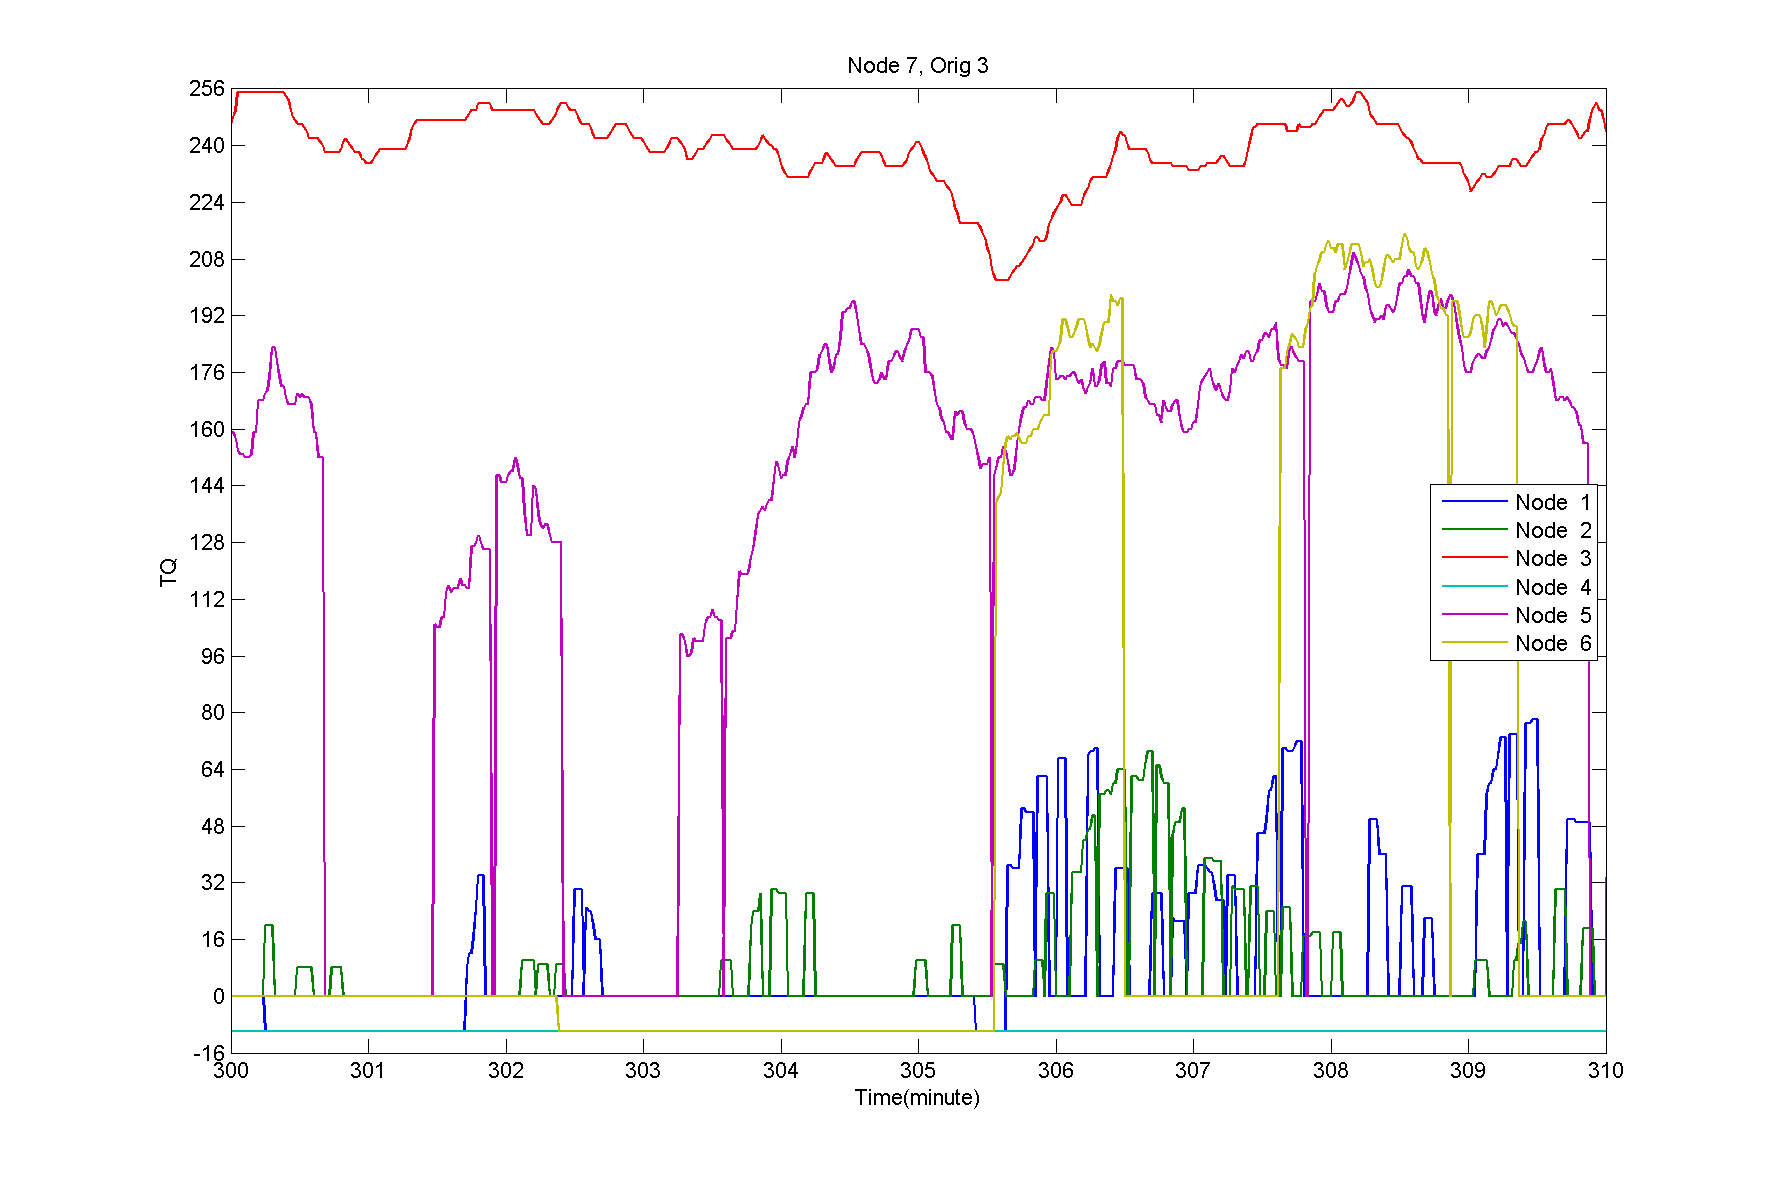 Node 7, Orig 3
256
240
224
208
192
176
160
144
128
112
96
80
64
48
32
16
0
-16
TQ
Node 1
Node 2
Node 3
Node 4
Node 5
Node 6
300 301 302 303 304 305 306 307 308 309 310
Time(minute)